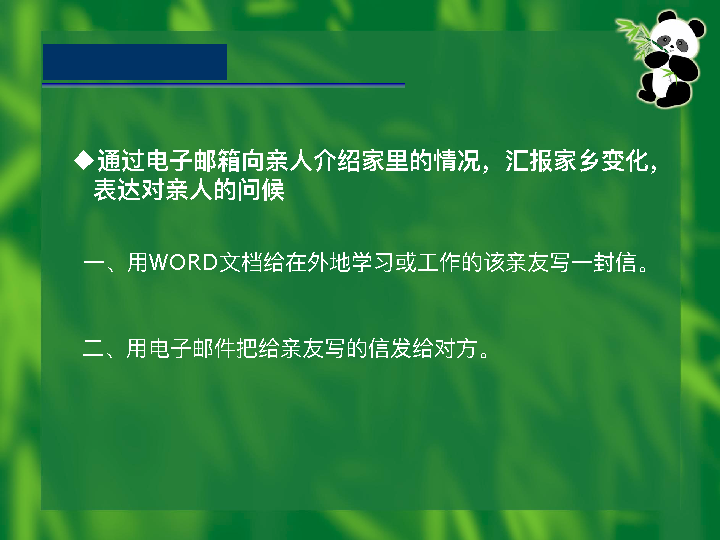 ◆通过电子邮箱向亲人介绍家里的情况，汇报家乡变化，
表达对亲人的问候
一、用WORD文档给在外地学习或工作的该亲友写一封信。
二、用电子邮件把给亲友写的信发给对方。